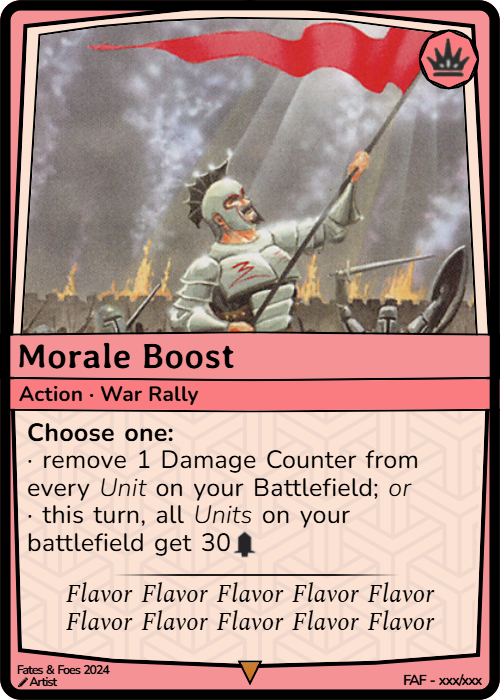 Morale Boost
Action · War Rally
Choose one:
· remove 1 Damage Counter from
every Unit on your Battlefield; or
· this turn, all Units on your
battlefield get 30
Flavor Flavor Flavor Flavor Flavor
Flavor Flavor Flavor Flavor Flavor
Fates & Foes 2024
Artist
FAF - xxx/xxx